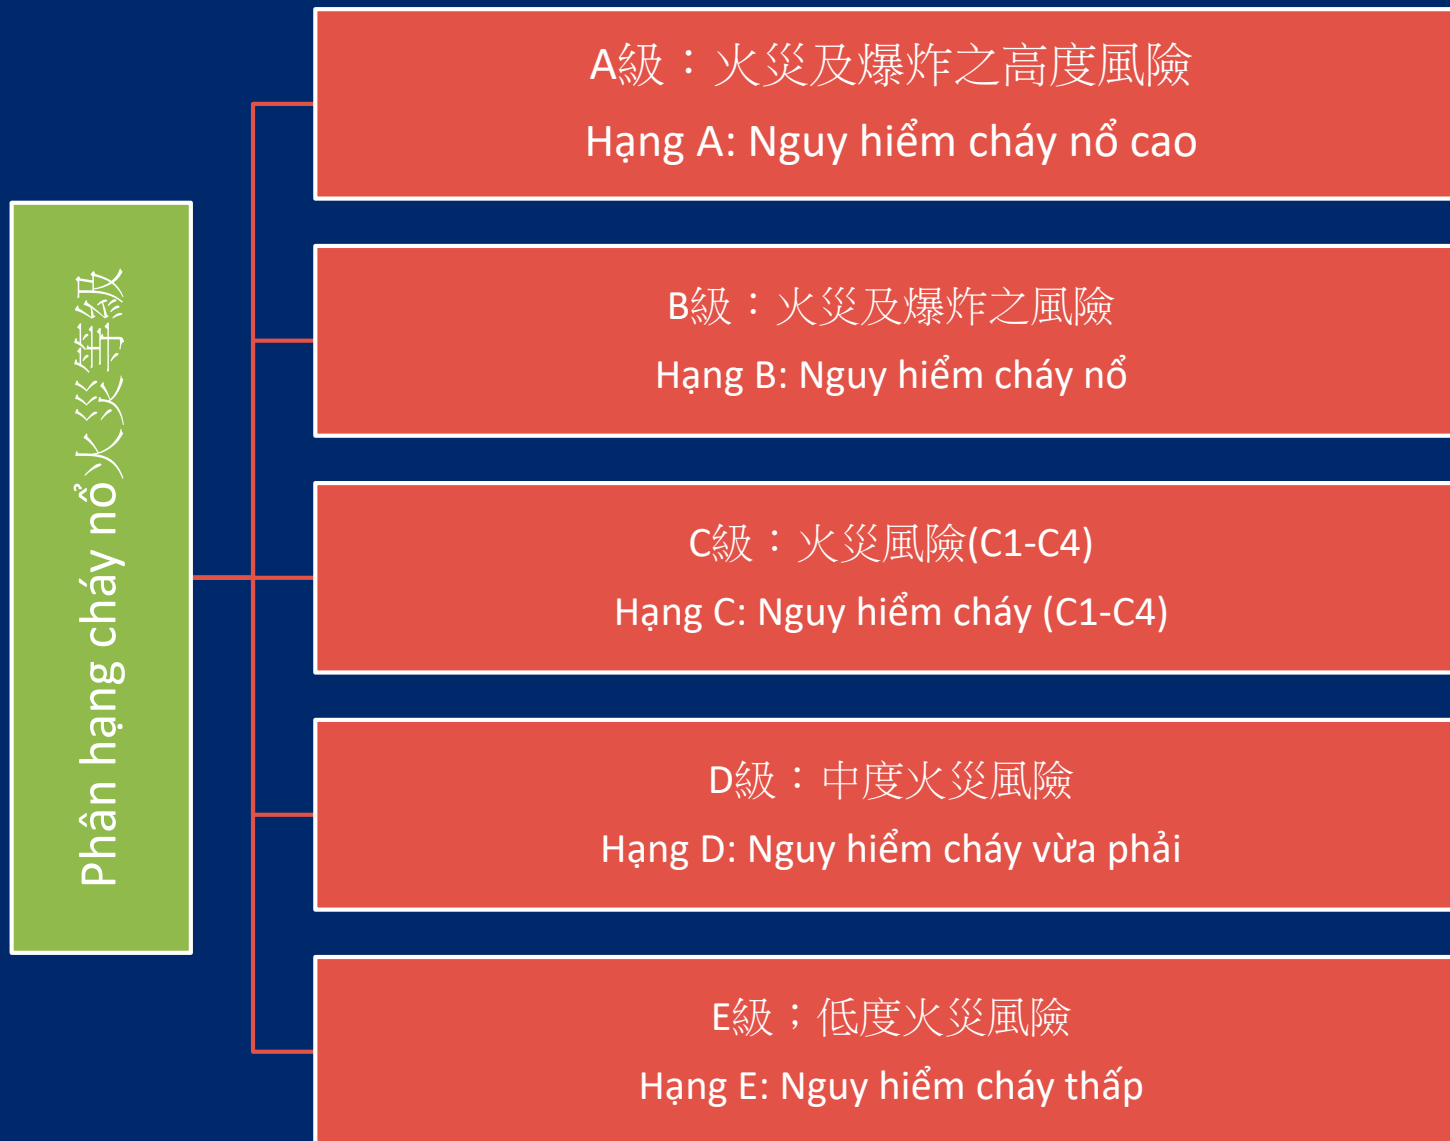 Phân hạng cháy nổ火災等級
A級：火災及爆炸之高度風險
Hạng A: Nguy hiểm cháy nổ cao
B級：火災及爆炸之風險
Hạng B: Nguy hiểm cháy nổ
C級：火災風險(C1-C4)
Hạng C: Nguy hiểm cháy (C1-C4)
D級：中度火災風險
Hạng D: Nguy hiểm cháy vừa phải
E級；低度火災風險
Hạng E: Nguy hiểm cháy thấp